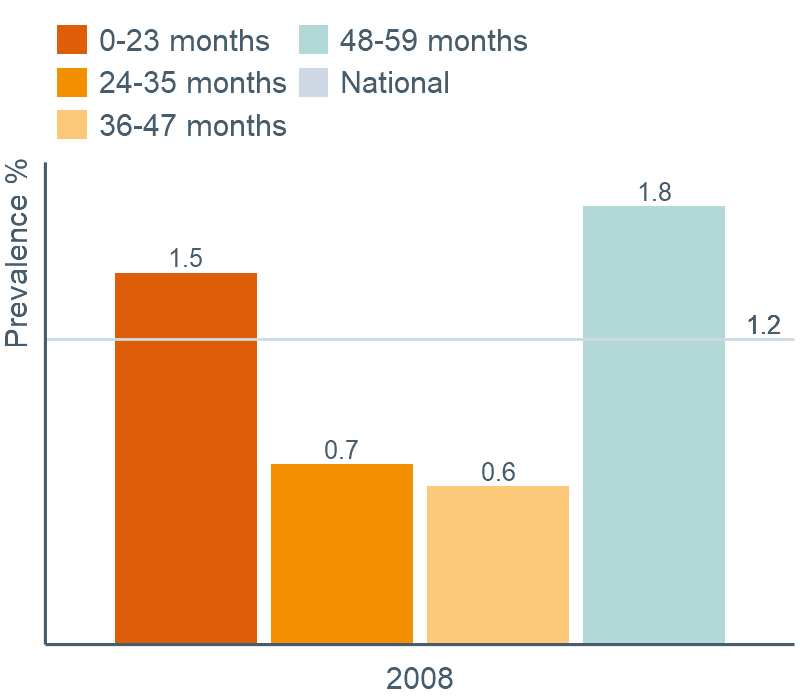 0-23 months
24-35 months
36-47 months
48-59 months
National
Prevalence %
1.5
0.7
0.6
1.8
1.2
2008